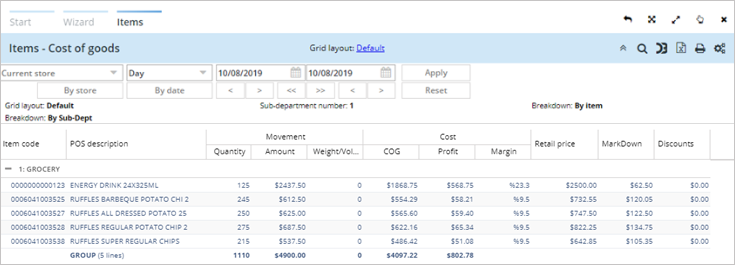 Start Wizard Items
Items - Cost of goods Grid layout: Default
Current store Day 10/08/2019 10/08/2019 Apply
By store By date < > << >> < > Reset
Grid layout: Default Sub-department number: 1 Breakdown: By item
Breakdown: By Sub-Dept
Movement Cost
Item code POS description Quantity Amount Weight/Vol... COG Profit Margin Retail price MarkDown Discounts
1: GROCERY
0000000000123 ENERGY DRINK 24X325ML 125 $2437.50 0 $1868.75 $568.75 %23.3 $2500.00 $62.50 $0.00
0006041003525 RUFFLES BARBEQUE POTATO CHI 2 245 $612.50 0 $554.29 $58.21 %9.5 $732.55 $120.05 $0.00
0006041003527 RUFFLES ALL DRESSED POTATO 25 250 $625.00 0 $565.60 $59.40 %9.5 $747.50 $122.50 $0.00
0006041003528 RUFFLES REGULAR POTATO CHIP 2 275 $687.50 0 $622.16 $65.34 %9.5 $822.25 $134.75 $0.00
0006041003538 RUFFLES SUPER REGULAR CHIPS 215 $537.50 0 $486.42 $51.08 %9.5 $642.85 $105.35 $0.00
GROUP (5 lines) 1110 $4900.00 0 $4097.22 $802.78